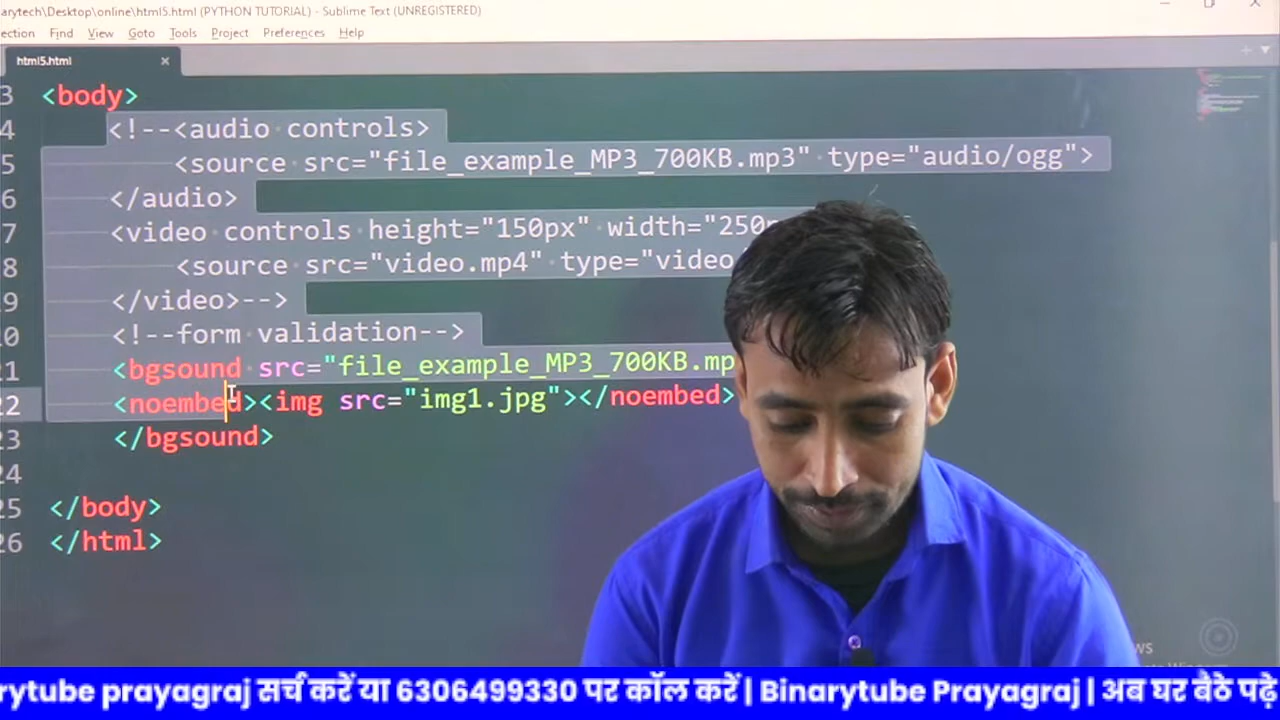 arytech\Desktop\online\html5.html (PYTHON TUTORIAL) - Sublime Text (UNREGISTERED)
ection Find View Goto Tools Project Preferences Help
html5.html ×
3 <body>
4 <!--<audio controls>
5 <source src="file_example_MP3_700KB.mp3" type="audio/ogg">
6 </audio>
7 <video controls height="150px" width="250p
8 <source src="video.mp4" type="video/
9 </video>-->
10 <!--form validation-->
21 <bgsound src="file_example_MP3_700KB.mp
22 <noembed><img src="img1.jpg"></noembed>
23 </bgsound>
24
25 </body>
26 </html>
ws
rytube prayagraj सर्च करें या 6306499330 पर कॉल करें | Binarytube Prayagraj | अब घर बैठे पढ़े